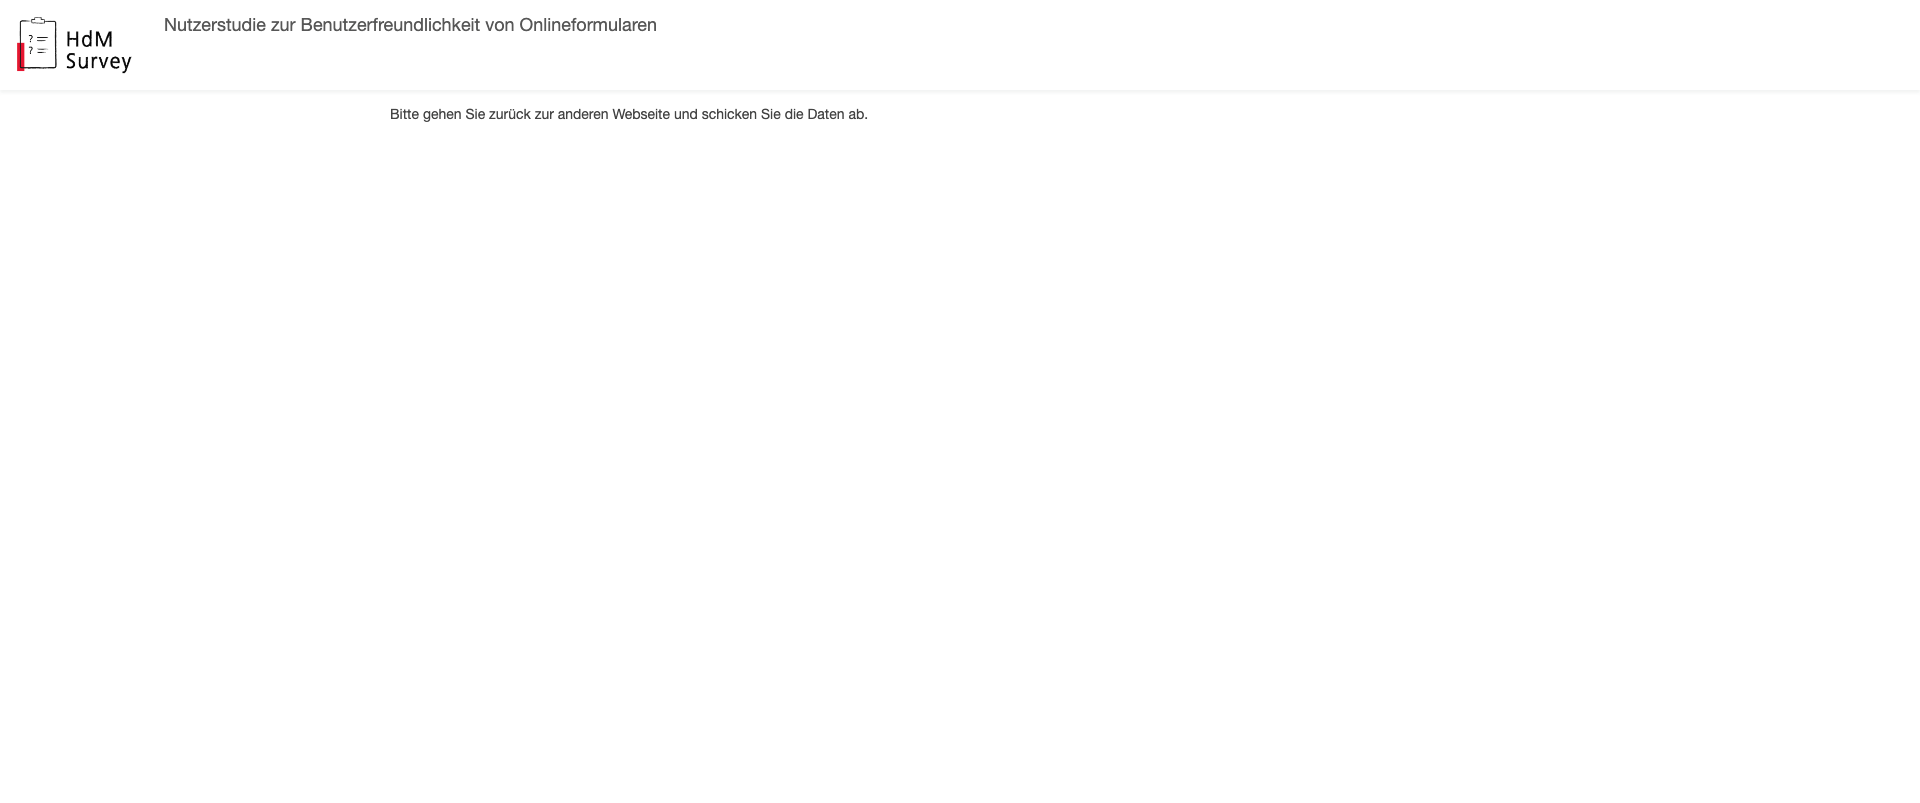 HdM
Survey
Nutzerstudie zur Benutzerfreundlichkeit von Onlineformularen
Bitte gehen Sie zurück zur anderen Webseite und schicken Sie die Daten ab.